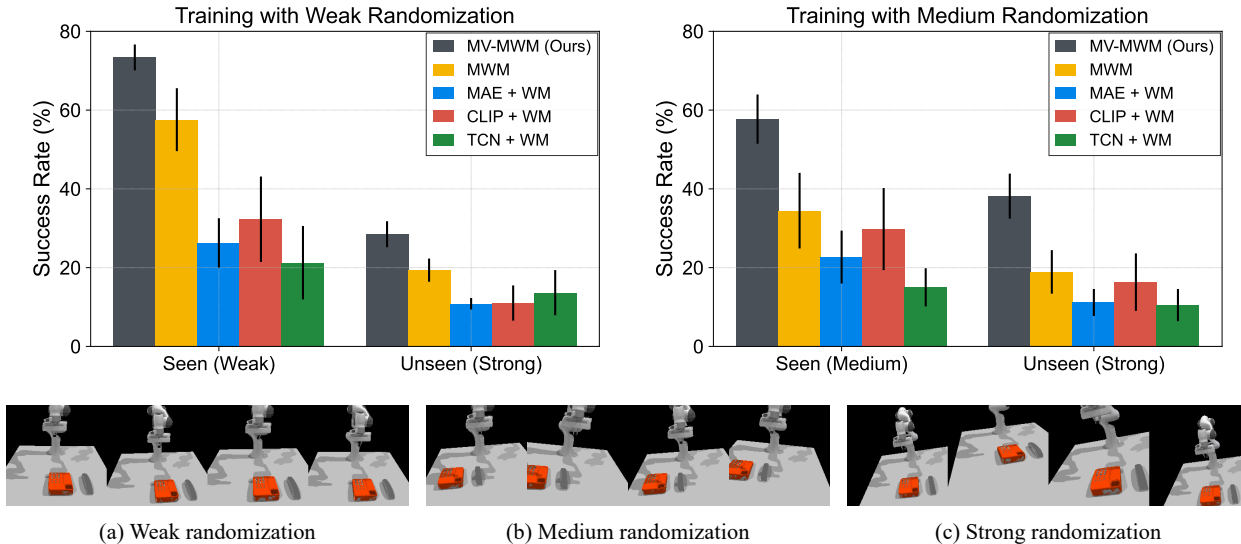 Training with Weak Randomization
Success Rate (%)
80
60
40
20
0
MV-MWM (Ours)
MWM
MAE + WM
CLIP + WM
TCN + WM
Seen (Weak)
Unseen (Strong)
Training with Medium Randomization
Success Rate (%)
80
60
40
20
0
MV-MWM (Ours)
MWM
MAE + WM
CLIP + WM
TCN + WM
Seen (Medium)
Unseen (Strong)
(a) Weak randomization
(b) Medium randomization
(c) Strong randomization